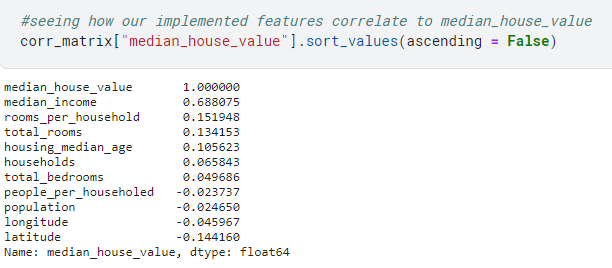 #seeing how our implemented features correlate to median_house_value
corr_matrix["median_house_value"].sort_values(ascending = False)
median_house_value 1.000000
median_income 0.688075
rooms_per_household 0.151948
total_rooms 0.134153
housing_median_age 0.105623
households 0.065843
total_bedrooms 0.049686
people_per_househoeled -0.023737
population -0.024650
longitude -0.045967
latitude -0.144160
Name: median_house_value, dtype: float64